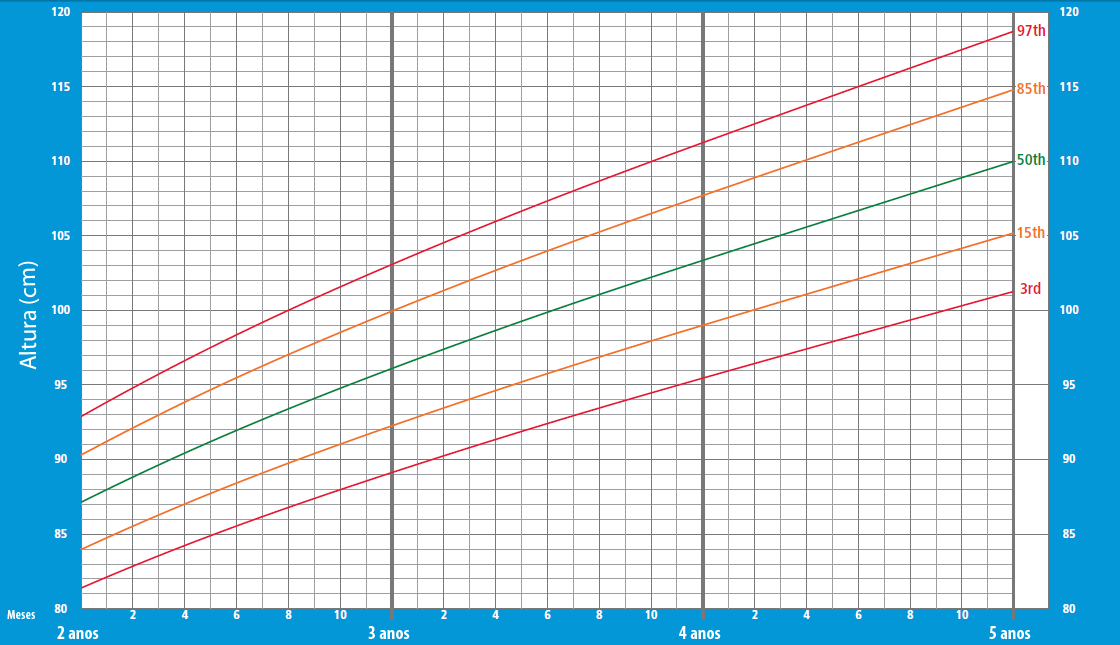 120 120
97th
115 85th 115
110 50th 110
105 15th 105
100 3rd 100
95 95
90 90
85 85
80 80
Altura (cm)
Meses 2 4 6 8 10 2 4 6 8 10 2 4 6 8 10
2 anos 3 anos 4 anos 5 anos